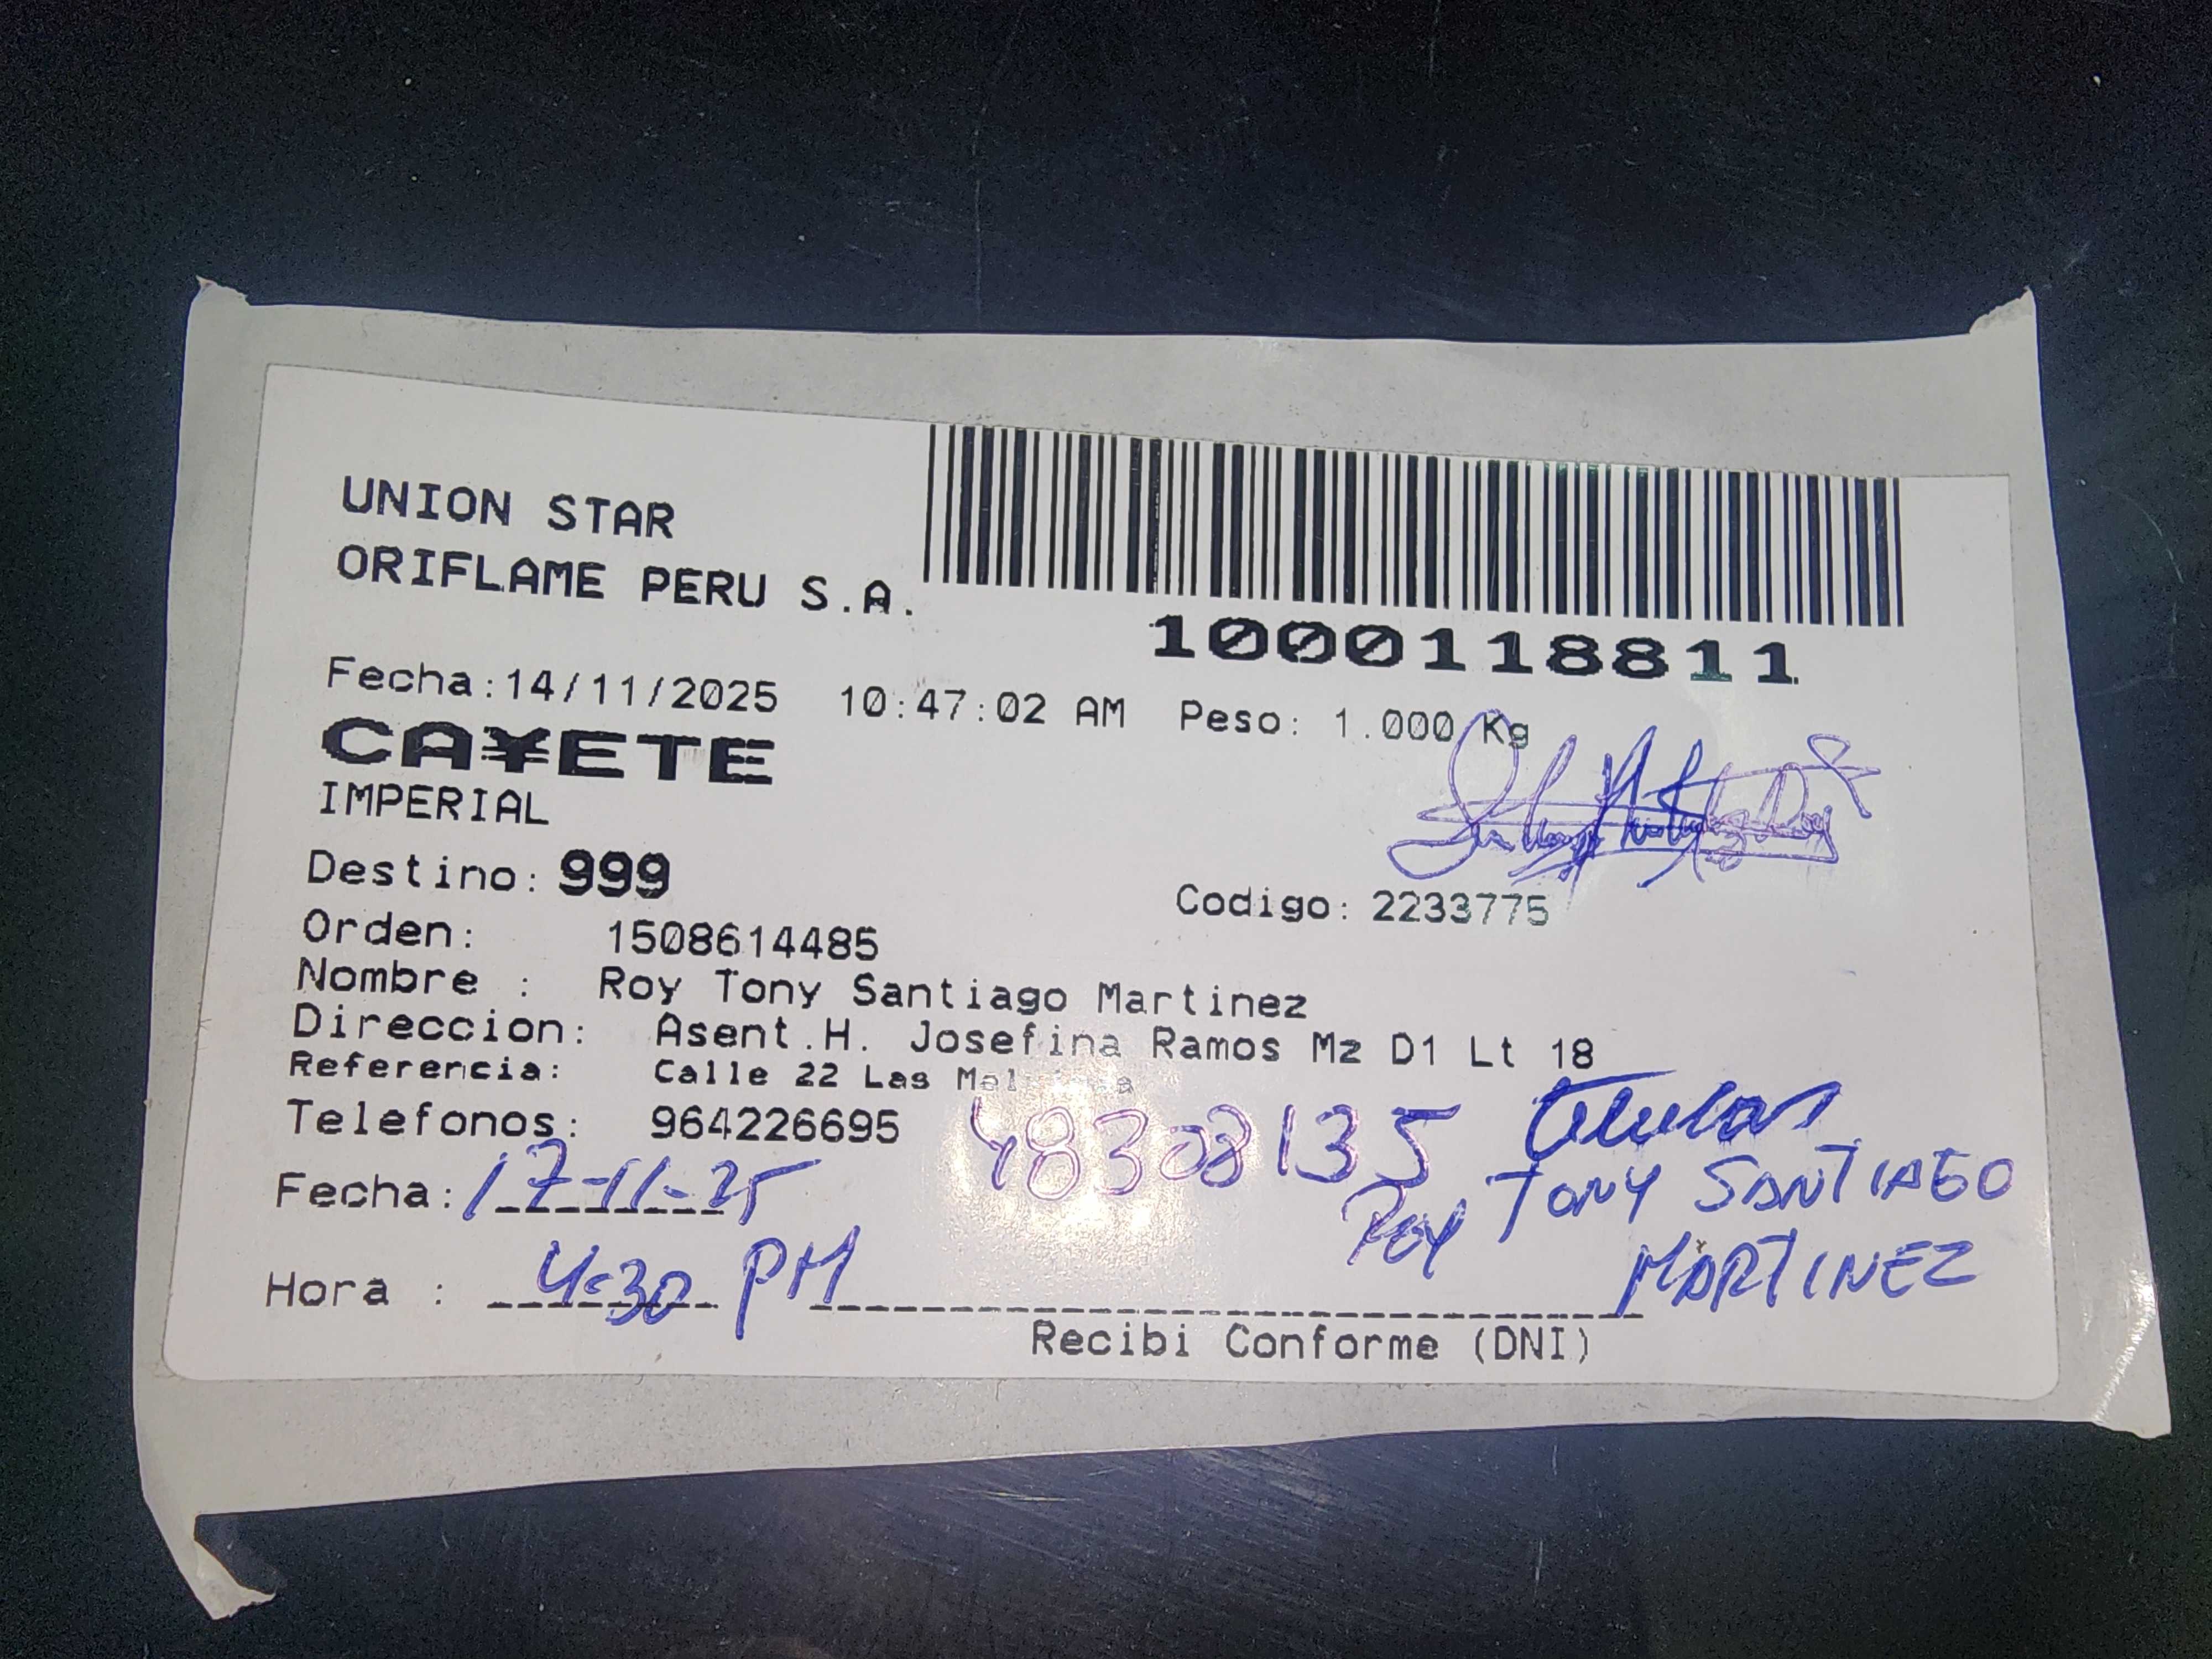 UNION STAR
ORIFLAME PERU S.A.
1000118811
Fecha:14/11/2025 10:47:02 AM Peso: 1.000 Kg
CA¥ETE
IMPERIAL
Destino: 999
Codigo: 2233775
Orden: 1508614485
Nombre : Roy Tony Santiago Martinez
Direccion: Asent.H. Josefina Ramos Mz D1 Lt 18
Referencia: Calle 22 Las
Telefonos: 964226695
48308135
Titular
Roy TONY SANTIAGO
MARTINEZ
Fecha: 17-11-25
Hora : 4:30 PM
Recibi Conforme (DNI)